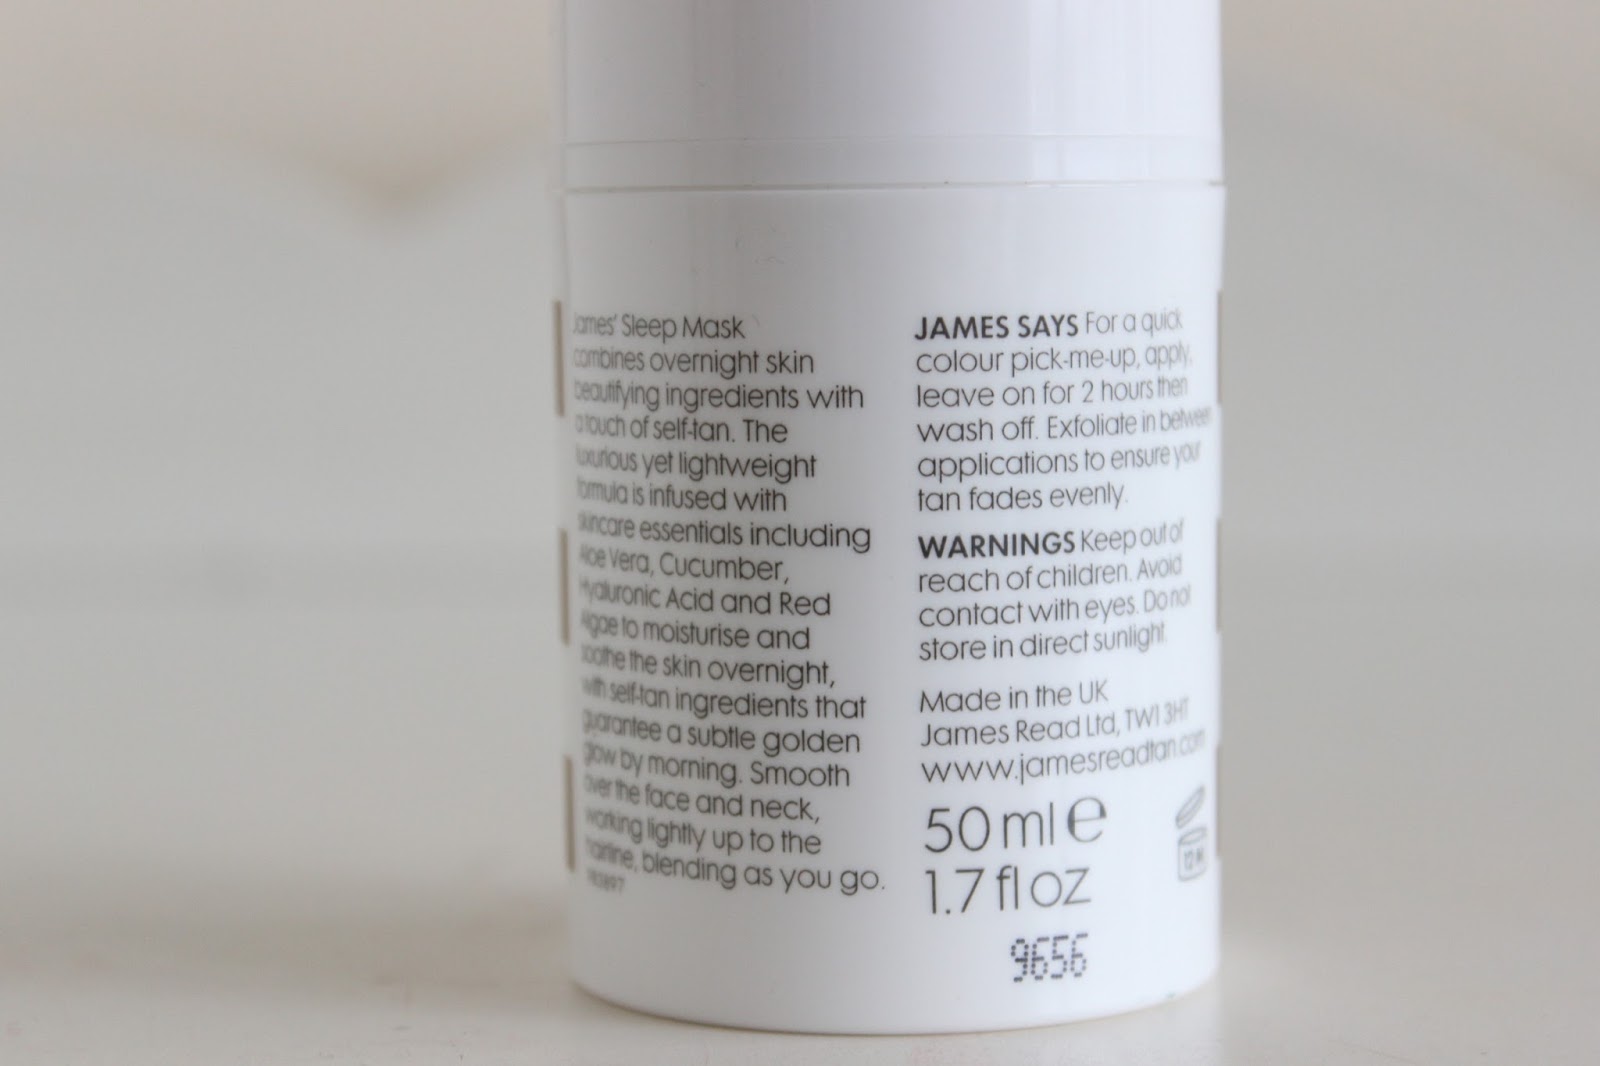 James' Sleep Mask
combines overnight skin
beautifying ingredients with
a touch of self-tan. The
luxurious yet lightweight
formula is infused with
skincare essentials including
Aloe Vera, Cucumber,
Hyaluronic Acid and Red
Algae to moisturise and
soothe the skin overnight,
with self-tan ingredients that
guarantee a subtle golden
glow by morning. Smooth
over the face and neck,
working lightly up to the
hairline, blending as you go.
JAMES SAYS For a quick
colour pick-me-up, apply,
leave on for 2 hours then
wash off. Exfoliate in between
applications to ensure your
tan fades evenly.
WARNINGS Keep out of
reach of children. Avoid
contact with eyes. Do not
store in direct sunlight.
Made in the UK
James Read Ltd, TW1 3HT
www.jamesreadtan.com
50 ml e
1.7 fl oz
12 M
9656